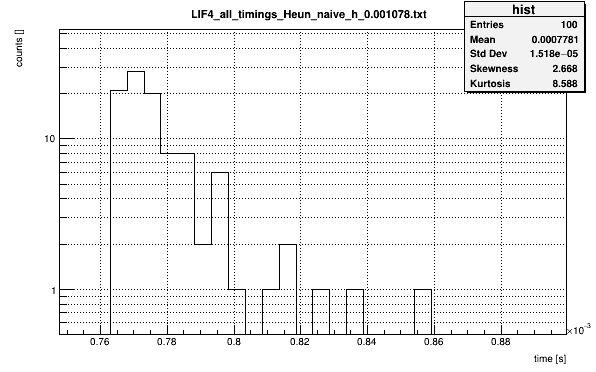 LIF4_all_timings_Heun_naive_h_0.001078.txt
hist
Entries 100
Mean 0.0007781
Std Dev 1.518e−05
Skewness 2.668
Kurtosis 8.588
counts []
10
1
0.76 0.78 0.8 0.82 0.84 0.86 0.88
×10⁻³
time [s]